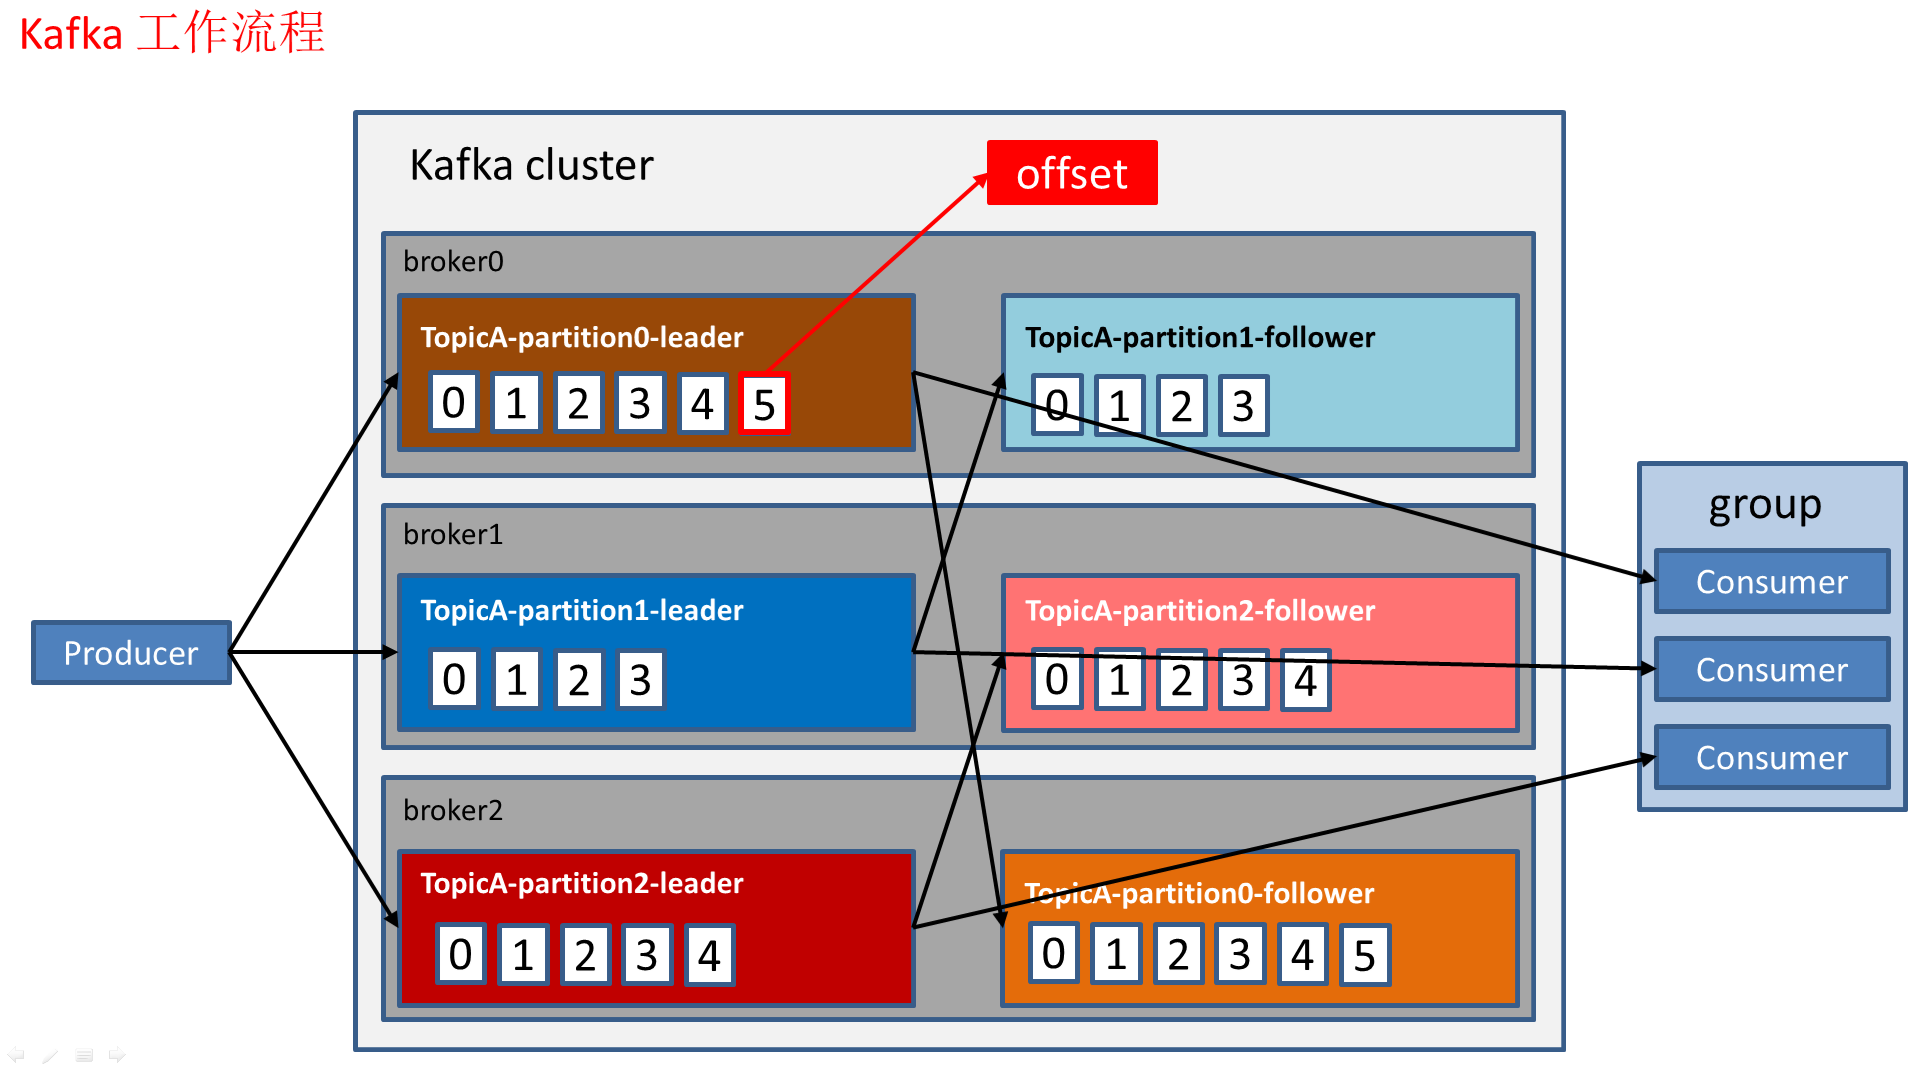 Kafka 工作流程
Kafka cluster
offset
broker0
TopicA-partition0-leader
0 1 2 3 4 5
TopicA-partition1-follower
0 1 2 3
broker1
TopicA-partition1-leader
0 1 2 3
TopicA-partition2-follower
0 1 2 3 4
broker2
TopicA-partition2-leader
0 1 2 3 4
TopicA-partition0-follower
0 1 2 3 4 5
Producer
group
Consumer
Consumer
Consumer